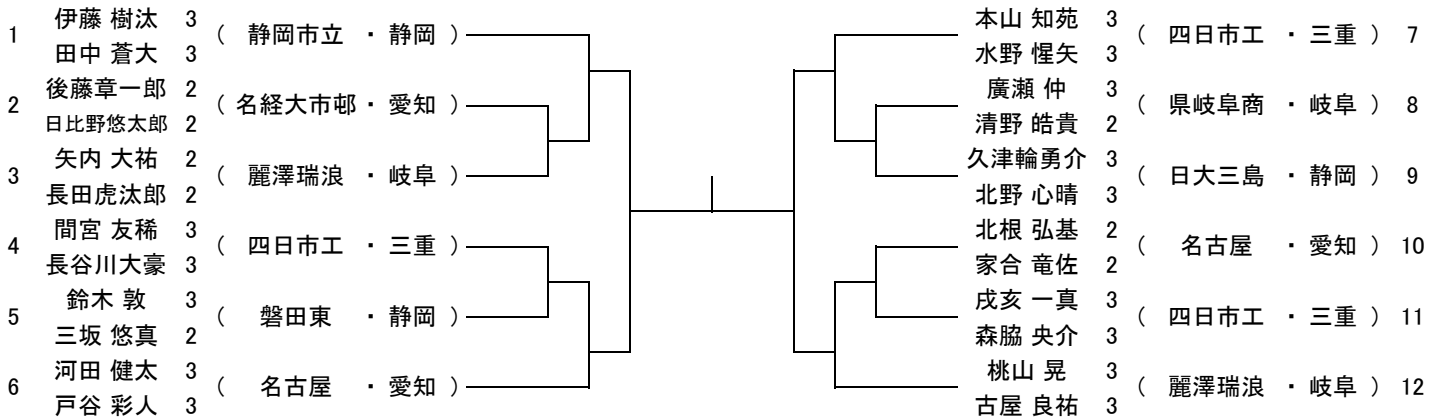 1 伊藤 樹汰 3 ( 静岡市立 ・ 静岡 )
田中 蒼大 3
2 後藤章一郎 2 ( 名経大市邨 ・ 愛知 )
日比野悠太郎 2
3 矢内 大祐 2 ( 麗澤瑞浪 ・ 岐阜 )
長田虎汰郎 2
4 間宮 友稀 3 ( 四日市工 ・ 三重 )
長谷川大豪 3
5 鈴木 敦 3 ( 磐田東 ・ 静岡 )
三坂 悠真 2
6 河田 健太 3 ( 名古屋 ・ 愛知 )
戸谷 彩人 3
本山 知苑 3 ( 四日市工 ・ 三重 ) 7
水野 惺矢 3
廣瀬 仲 3 ( 県岐阜商 ・ 岐阜 ) 8
清野 皓貴 2
久津輪勇介 3 ( 日大三島 ・ 静岡 ) 9
北野 心晴 3
北根 弘基 2 ( 名古屋 ・ 愛知 ) 10
家合 竜佐 2
戌亥 一真 3 ( 四日市工 ・ 三重 ) 11
森脇 央介 3
桃山 晃 3 ( 麗澤瑞浪 ・ 岐阜 ) 12
古屋 良祐 3